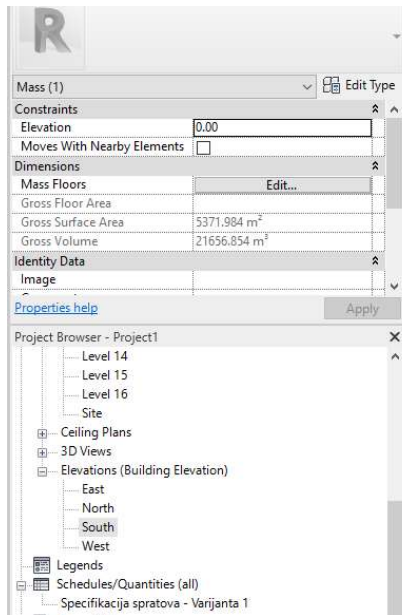 R
Mass (1) Edit Type
Constraints
Elevation 0.00
Moves With Nearby Elements
Dimensions
Mass Floors Edit...
Gross Floor Area
Gross Surface Area 5371.984 m²
Gross Volume 21656.854 m³
Identity Data
Image
Properties help Apply
Project Browser - Project1
Level 14
Level 15
Level 16
Site
Ceiling Plans
3D Views
Elevations (Building Elevation)
East
North
South
West
Legends
Schedules/Quantities (all)
Specifikacija spratova - Varijanta 1